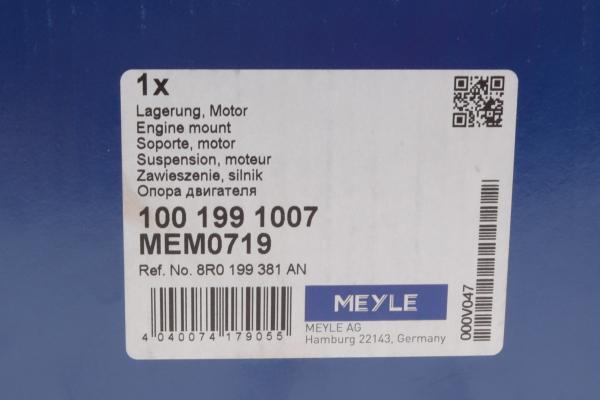 1x
Lagerung, Motor
Engine mount
Soporte, motor
Suspension, moteur
Zawieszenie, silnik
Опора двигателя
100 199 1007
MEM0719
Ref. No. 8R0 199 381 AN
4 040074 179055
MEYLE
MEYLE AG
Hamburg 22143, Germany
000V047